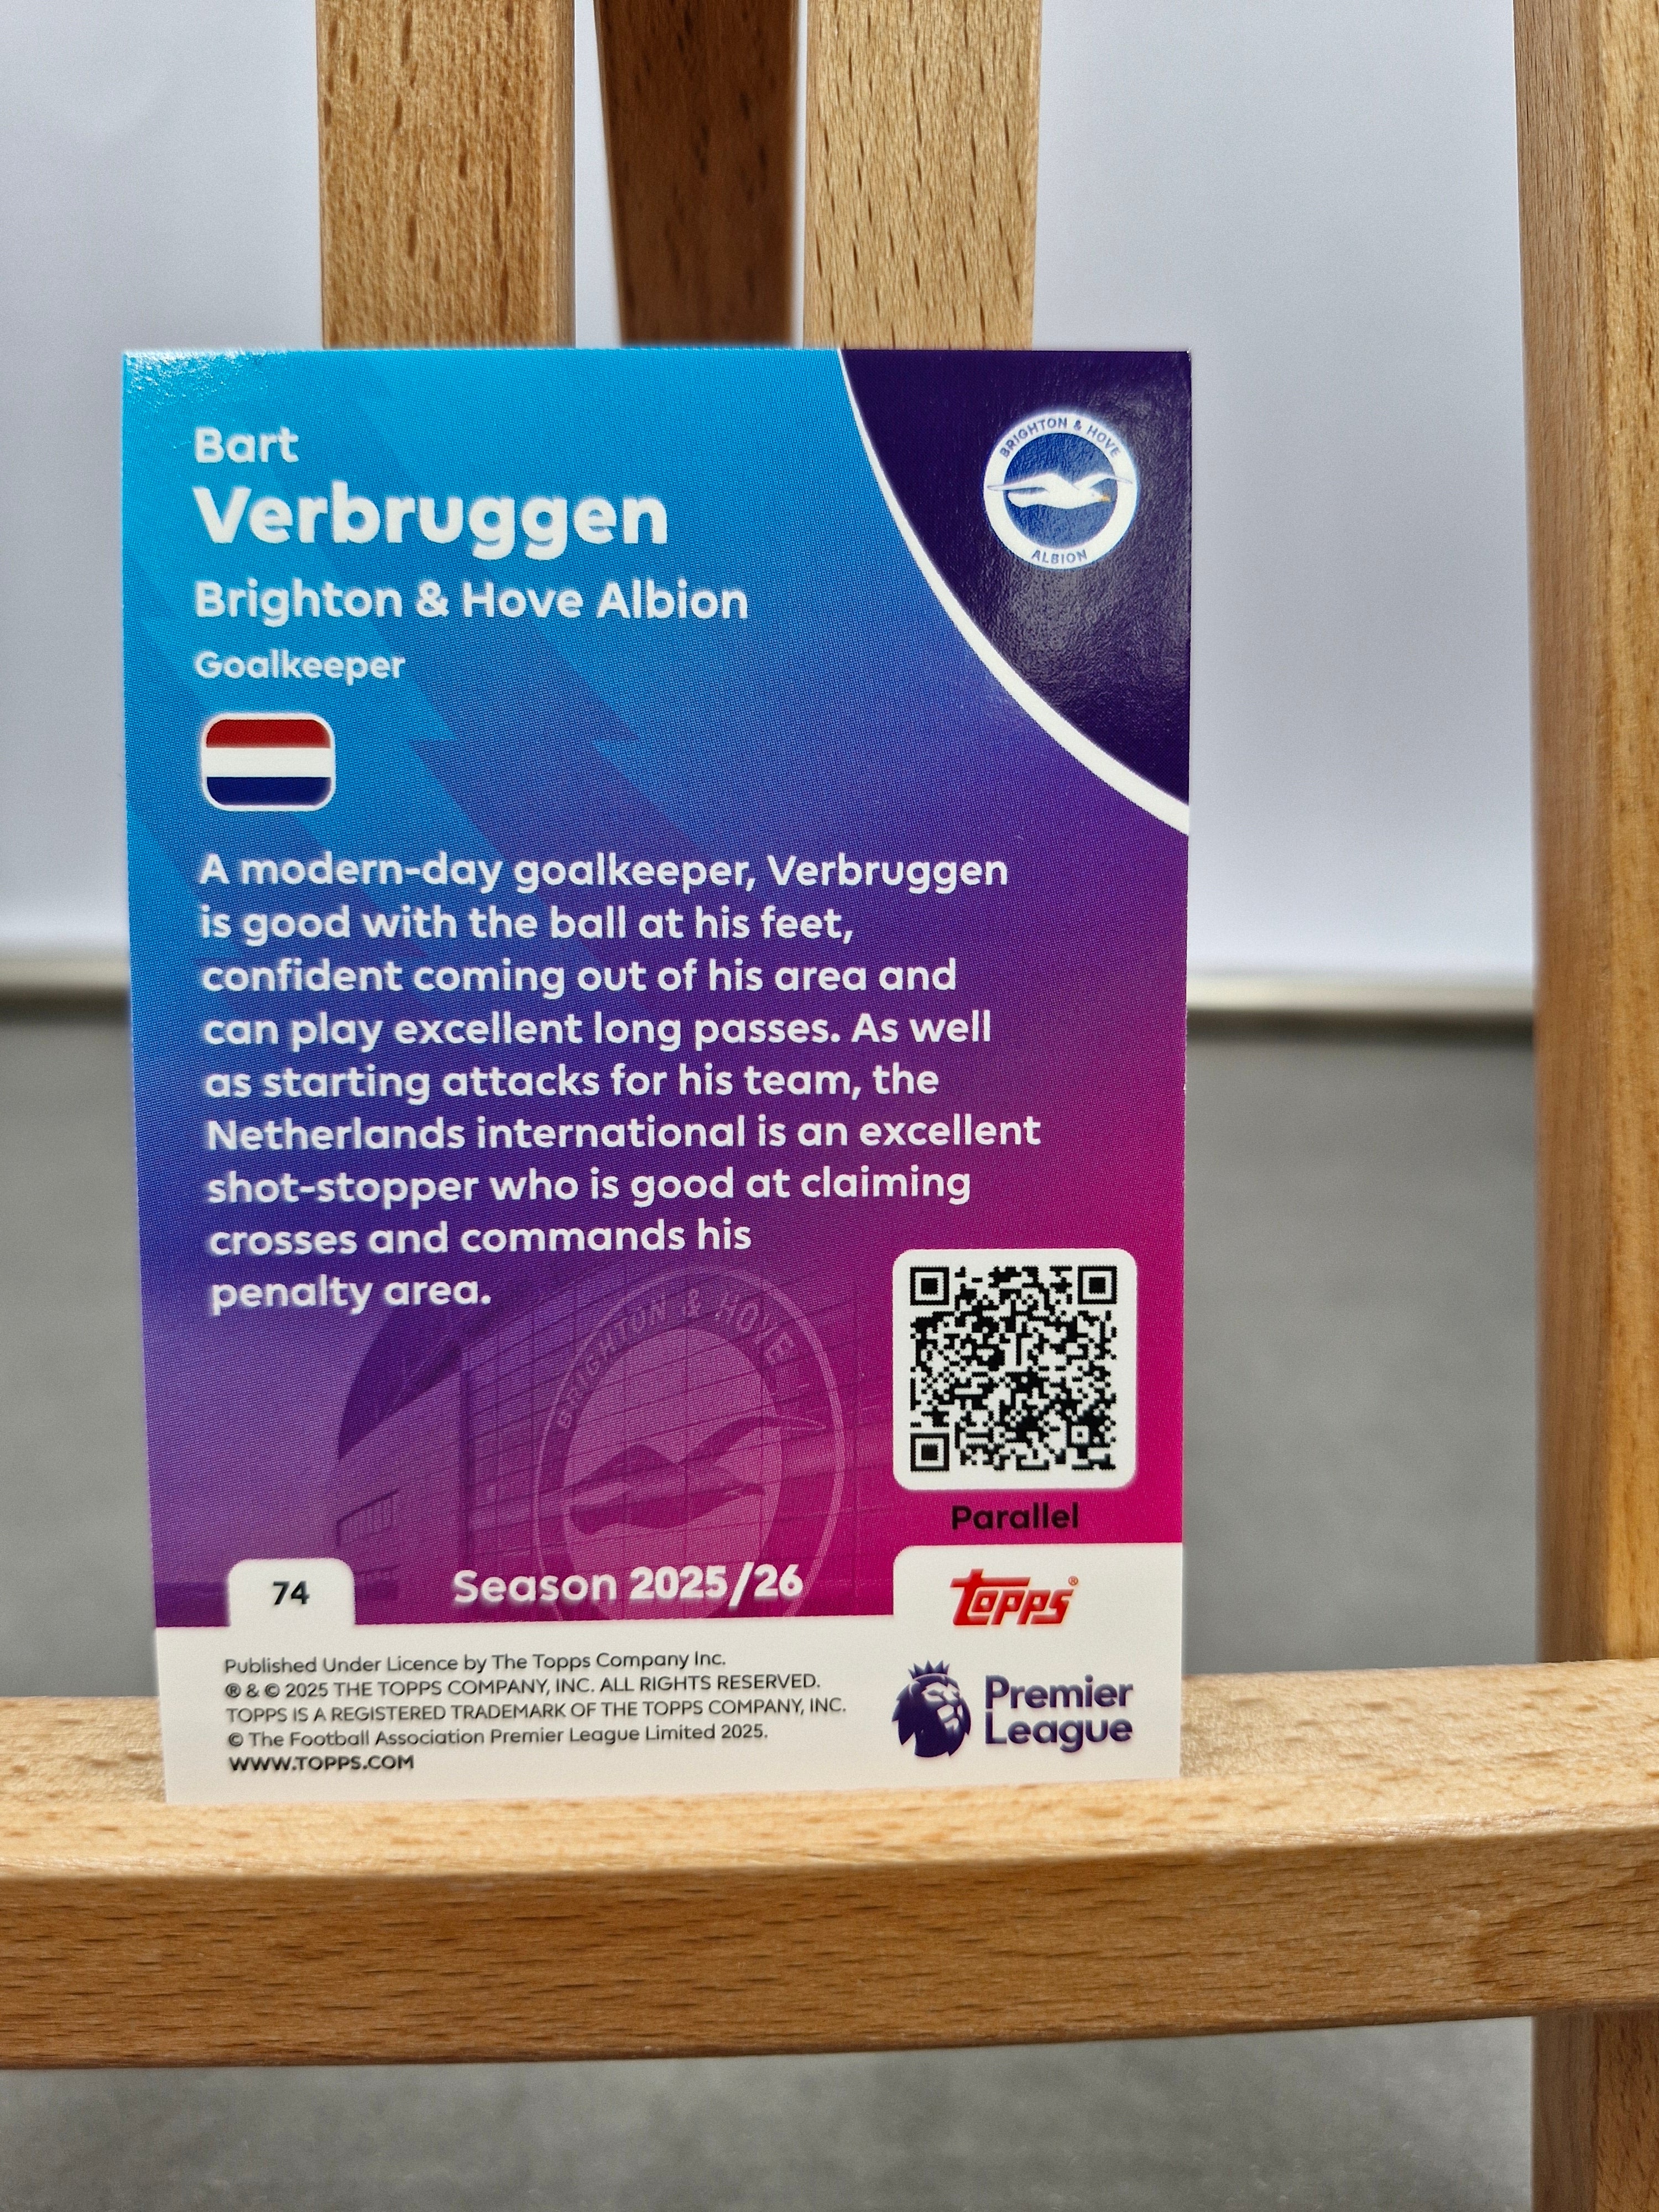 Bart
Verbruggen
Brighton & Hove Albion
Goalkeeper
BRIGHTON & HOVE
ALBION
A modern-day goalkeeper, Verbruggen
is good with the ball at his feet,
confident coming out of his area and
can play excellent long passes. As well
as starting attacks for his team, the
Netherlands international is an excellent
shot-stopper who is good at claiming
crosses and commands his
penalty area.
BRIGHTON & HOVE
Parallel
74
Season 2025/26
Topps®
Published Under Licence by The Topps Company Inc.
® & © 2025 THE TOPPS COMPANY, INC. ALL RIGHTS RESERVED.
TOPPS IS A REGISTERED TRADEMARK OF THE TOPPS COMPANY, INC.
© The Football Association Premier League Limited 2025.
WWW.TOPPS.COM
Premier
League